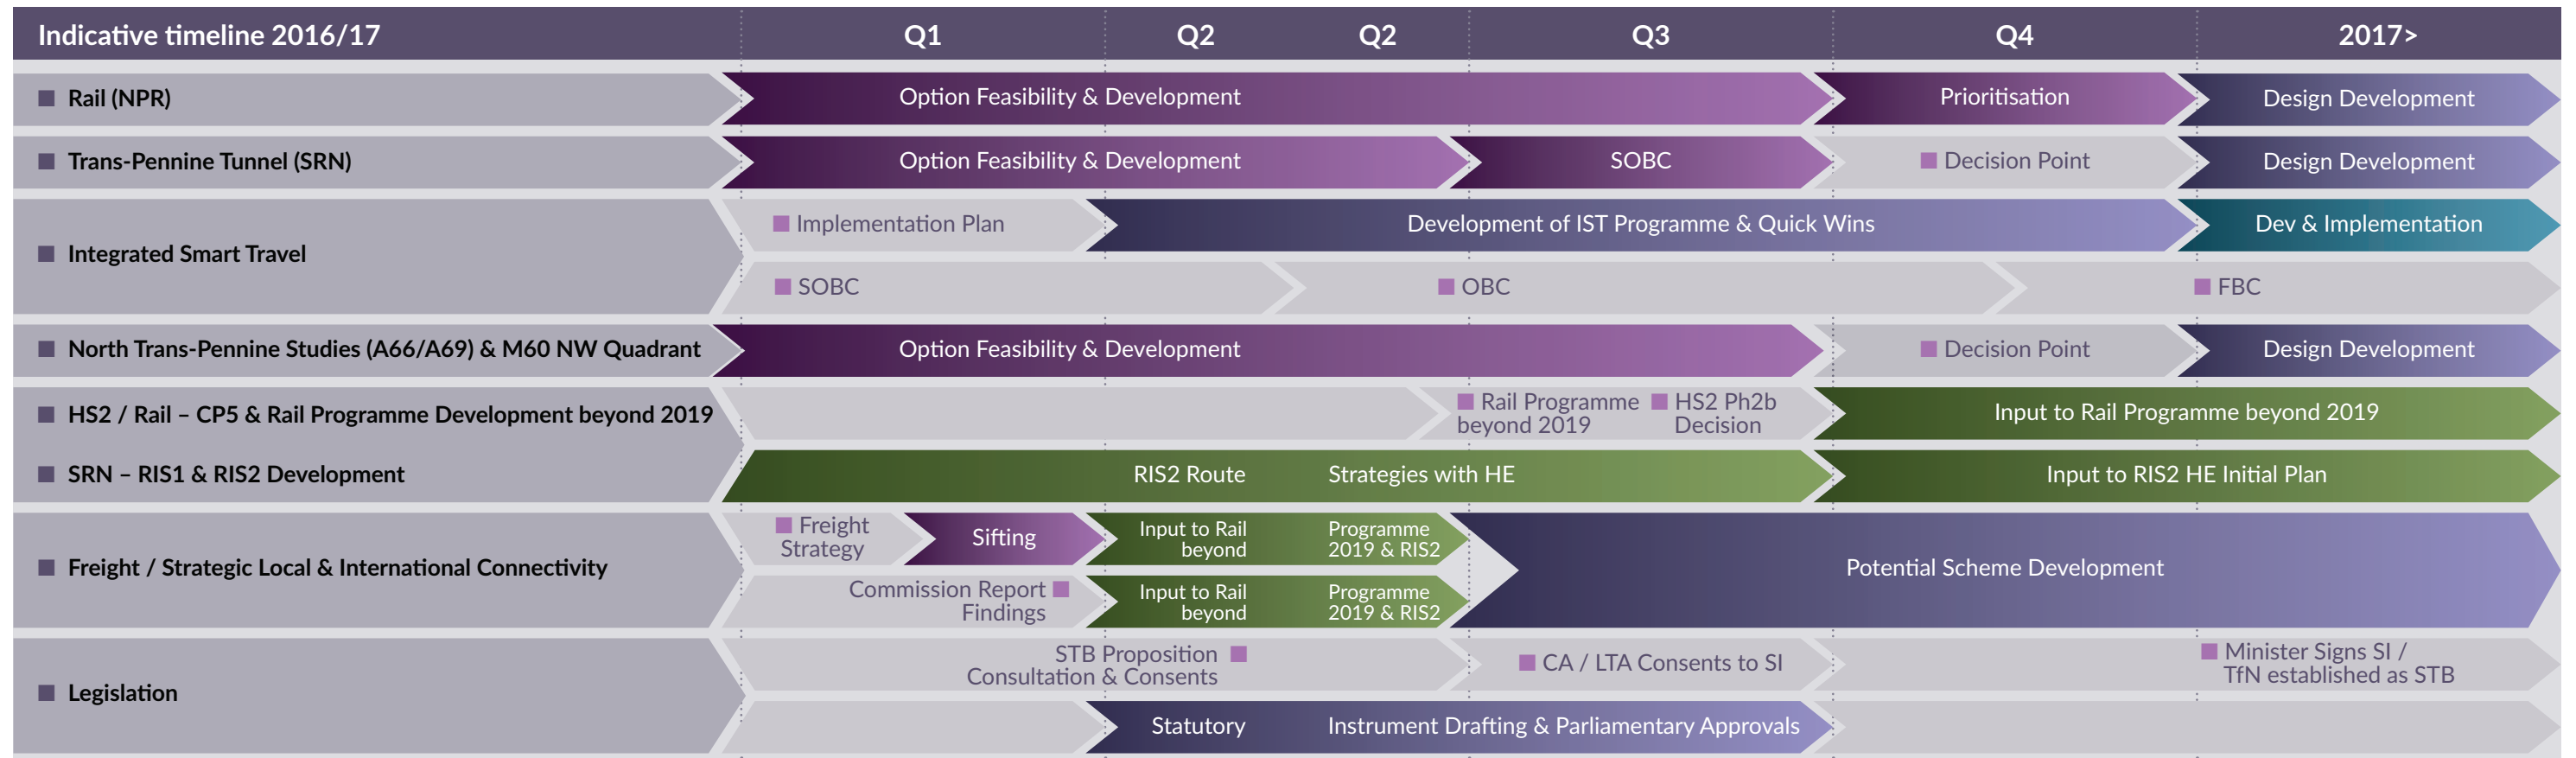 Indicative timeline 2016/17 Q1 Q2 Q2 Q3 Q4 2017>
Rail (NPR) Option Feasibility & Development Prioritisation Design Development
Trans-Pennine Tunnel (SRN) Option Feasibility & Development SOBC Decision Point Design Development
Integrated Smart Travel
Implementation Plan Development of IST Programme & Quick Wins Dev & Implementation
SOBC OBC FBC
North Trans-Pennine Studies (A66/A69) & M60 NW Quadrant Option Feasibility & Development Decision Point Design Development
HS2 / Rail – CP5 & Rail Programme Development beyond 2019
Rail Programme
beyond 2019
HS2 Ph2b
Decision
Input to Rail Programme beyond 2019
SRN – RIS1 & RIS2 Development RIS2 Route Strategies with HE Input to RIS2 HE Initial Plan
Freight / Strategic Local & International Connectivity
Freight
Strategy
Sifting
Input to Rail Programme
beyond 2019 & RIS2
Commission Report
Findings
Input to Rail Programme
beyond 2019 & RIS2
Potential Scheme Development
Legislation
STB Proposition
Consultation & Consents
CA / LTA Consents to SI
Minister Signs SI /
TfN established as STB
Statutory Instrument Drafting & Parliamentary Approvals